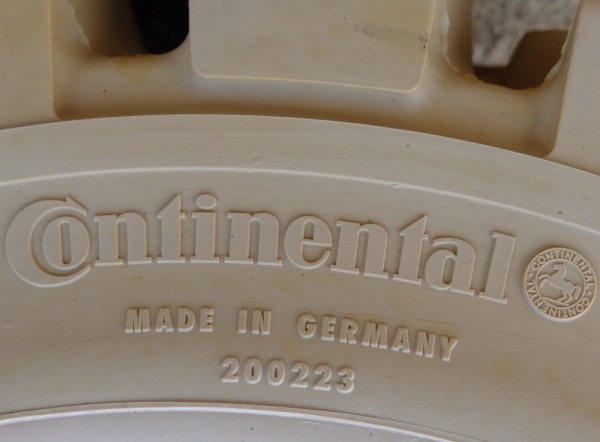 Continental
CONTINENTAL CONTINENTAL
MADE IN GERMANY
200223